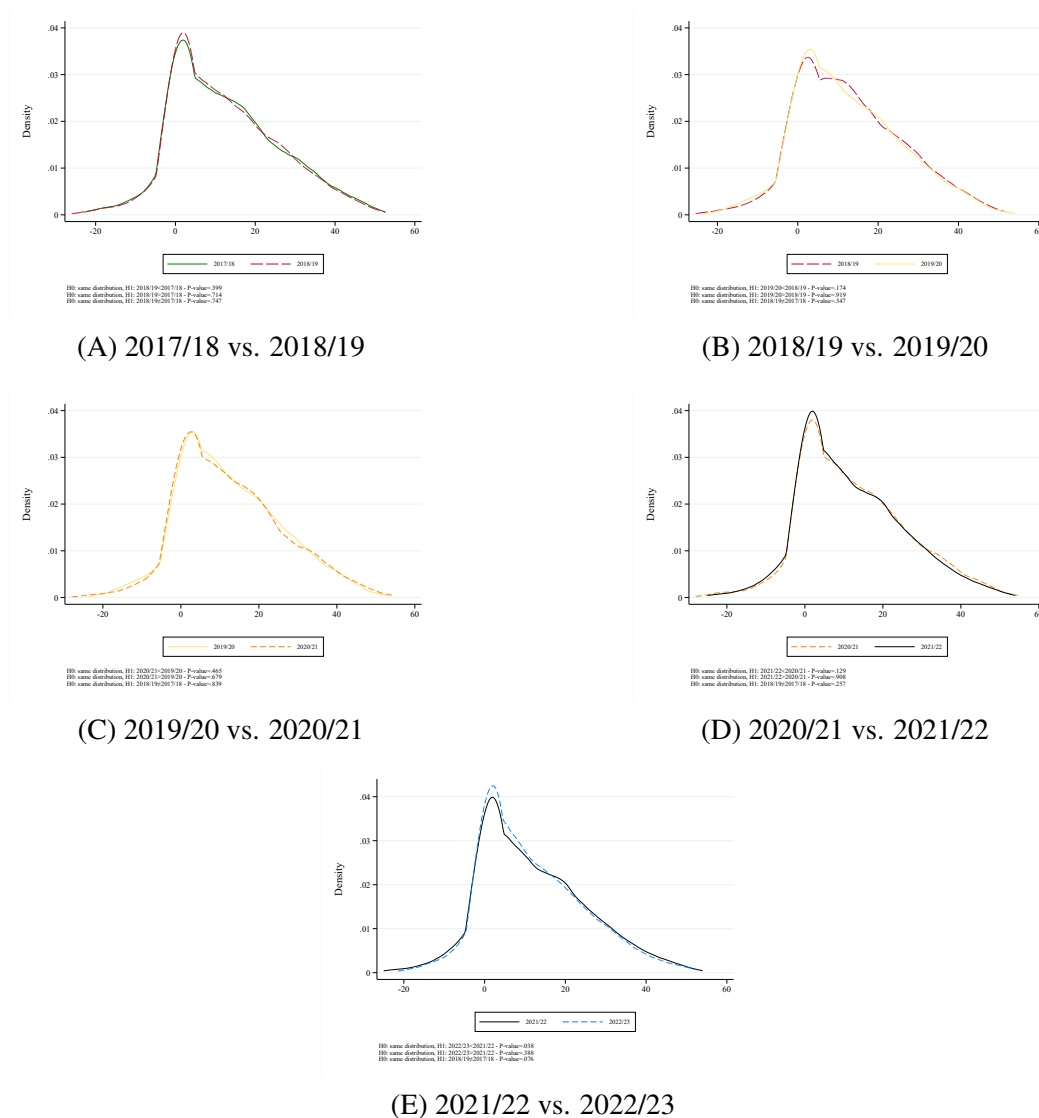 Density
.04
.03
.02
.01
0
-20 0 20 40 60
2017/18 2018/19
H0: same distribution, H1: 2018/19<2017/18 - P-value=.399
H0: same distribution, H1: 2018/19>2017/18 - P-value=.714
H0: same distribution, H1: 2018/19≠2017/18 - P-value=.747
(A) 2017/18 vs. 2018/19
Density
.04
.03
.02
.01
0
-20 0 20 40 60
2018/19 2019/20
H0: same distribution, H1: 2019/20<2018/19 - P-value=.174
H0: same distribution, H1: 2019/20>2018/19 - P-value=.919
H0: same distribution, H1: 2018/19≠2017/18 - P-value=.347
(B) 2018/19 vs. 2019/20
Density
.04
.03
.02
.01
0
-20 0 20 40 60
2019/20 2020/21
H0: same distribution, H1: 2020/21<2019/20 - P-value=.465
H0: same distribution, H1: 2020/21>2019/20 - P-value=.679
H0: same distribution, H1: 2018/19≠2017/18 - P-value=.839
(C) 2019/20 vs. 2020/21
Density
.04
.03
.02
.01
0
-20 0 20 40 60
2020/21 2021/22
H0: same distribution, H1: 2021/22<2020/21 - P-value=.129
H0: same distribution, H1: 2021/22>2020/21 - P-value=.908
H0: same distribution, H1: 2018/19≠2017/18 - P-value=.257
(D) 2020/21 vs. 2021/22
Density
.04
.03
.02
.01
0
-20 0 20 40 60
2021/22 2022/23
H0: same distribution, H1: 2022/23<2021/22 - P-value=.038
H0: same distribution, H1: 2022/23>2021/22 - P-value=.388
H0: same distribution, H1: 2018/19≠2017/18 - P-value=.076
(E) 2021/22 vs. 2022/23